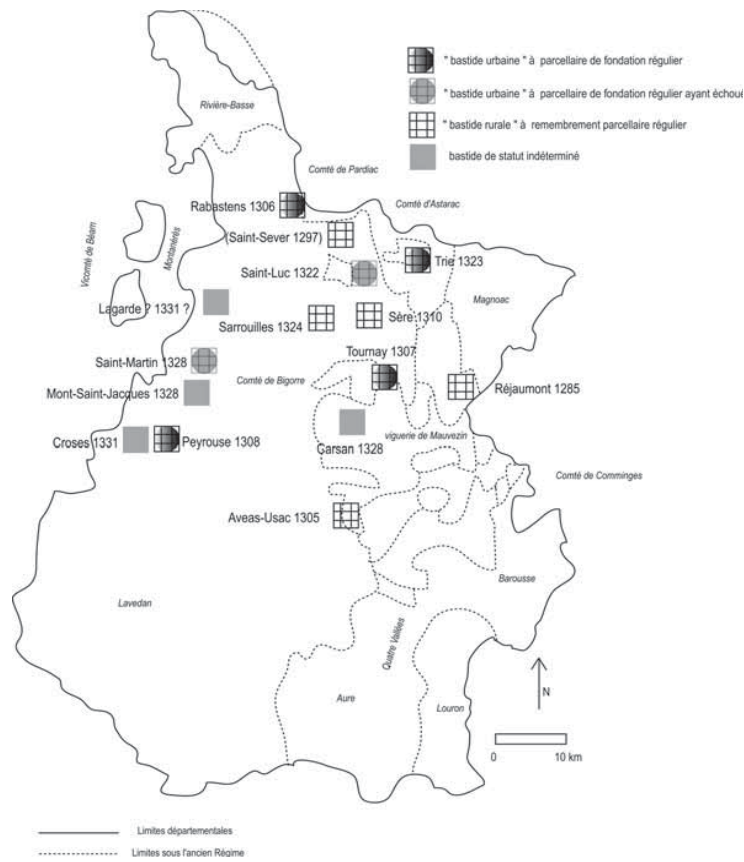 " bastide urbaine " à parcellaire de fondation régulier
" bastide urbaine " à parcellaire de fondation régulier ayant échoué
" bastide rurale " à remembrement parcellaire régulier
bastide de statut indéterminé
Rivière-Basse
Comté de Pardiac
Rabastens 1306
Comté d'Astarac
(Saint-Sever 1297)
Vicomté de Béarn
Montanérès
Saint-Luc 1322
Trie 1323
Magnoac
Lagarde ? 1331 ?
Sarrouilles 1324
Sère 1310
Saint-Martin 1328
Tournay 1307
Comté de Bigorre
Mont-Saint-Jacques 1328
Réjaumont 1285
Croses 1331
Peyrouse 1308
Carsan 1328
viguerie de Mauvezin
Comté de Comminges
Aveas-Usac 1305
Barousse
Lavedan
Quatre Vallées
Aure
Louron
N
0 10 km
Limites départementales
Limites sous l'ancien Régime